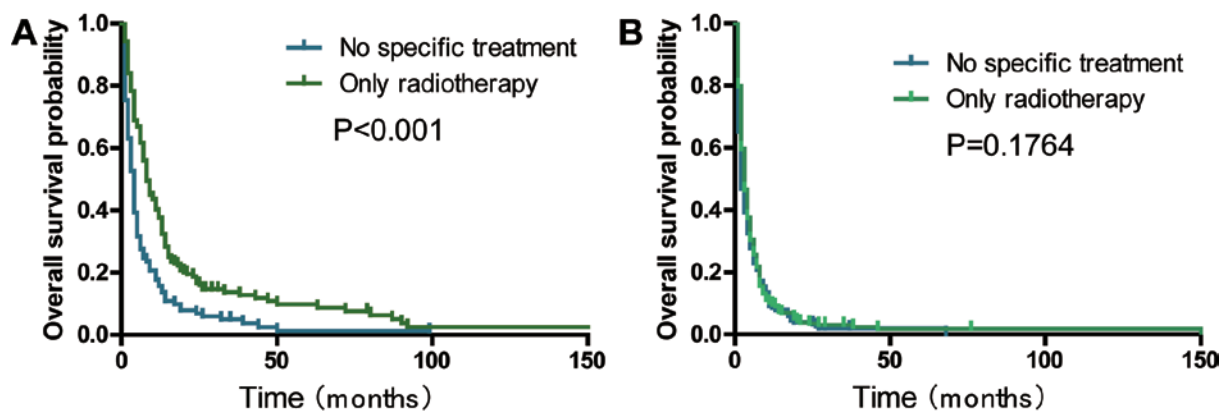 A
Overall survival probability
1.0
0.8
0.6
0.4
0.2
0.0
No specific treatment
Only radiotherapy
P<0.001
0 50 100 150
Time（months）
B
Overall survival probability
1.0
0.8
0.6
0.4
0.2
0.0
No specific treatment
Only radiotherapy
P=0.1764
0 50 100 150
Time（months）